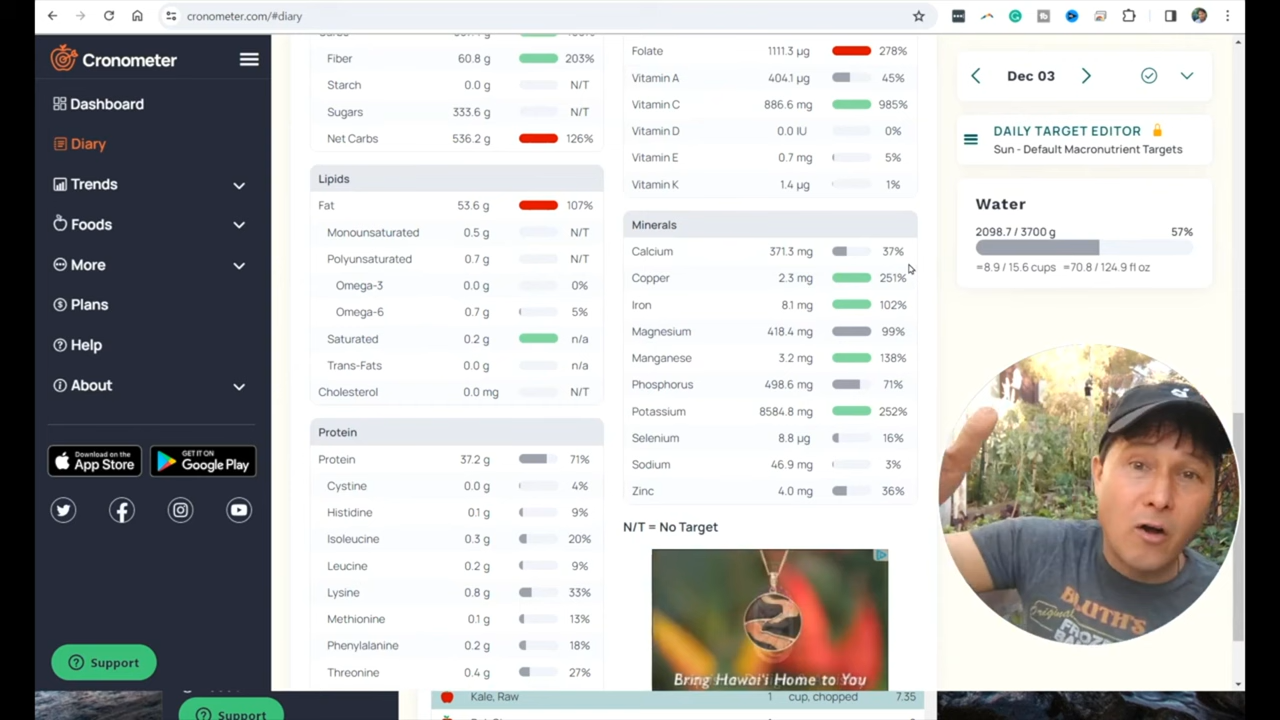 cronometer.com/#diary
Cronometer
Dashboard
Diary
Trends
Foods
More
Plans
Help
About
Download on the App Store
GET IT ON Google Play
Support
Fiber 60.8 g 203%
Starch 0.0 g N/T
Sugars 333.6 g N/T
Net Carbs 536.2 g 126%
Lipids
Fat 53.6 g 107%
Monounsaturated 0.5 g N/T
Polyunsaturated 0.7 g N/T
Omega-3 0.0 g 0%
Omega-6 0.7 g 5%
Saturated 0.2 g n/a
Trans-Fats 0.0 g n/a
Cholesterol 0.0 mg N/T
Protein
Protein 37.2 g 71%
Cystine 0.0 g 4%
Histidine 0.1 g 9%
Isoleucine 0.3 g 20%
Leucine 0.2 g 9%
Lysine 0.8 g 33%
Methionine 0.1 g 13%
Phenylalanine 0.2 g 18%
Threonine 0.4 g 27%
Folate 1111.3 µg 278%
Vitamin A 404.1 µg 45%
Vitamin C 886.6 mg 985%
Vitamin D 0.0 IU 0%
Vitamin E 0.7 mg 5%
Vitamin K 1.4 µg 1%
Minerals
Calcium 371.3 mg 37%
Copper 2.3 mg 251%
Iron 8.1 mg 102%
Magnesium 418.4 mg 99%
Manganese 3.2 mg 138%
Phosphorus 498.6 mg 71%
Potassium 8584.8 mg 252%
Selenium 8.8 µg 16%
Sodium 46.9 mg 3%
Zinc 4.0 mg 36%
N/T = No Target
Bring Hawai'i Home to You
Dec 03
DAILY TARGET EDITOR
Sun - Default Macronutrient Targets
Water
2098.7 / 3700 g 57%
=8.9 / 15.6 cups =70.8 / 124.9 fl oz
BLUTH'S
Original
FROZEN
Kale, Raw 1 cup, chopped 7.35
Support